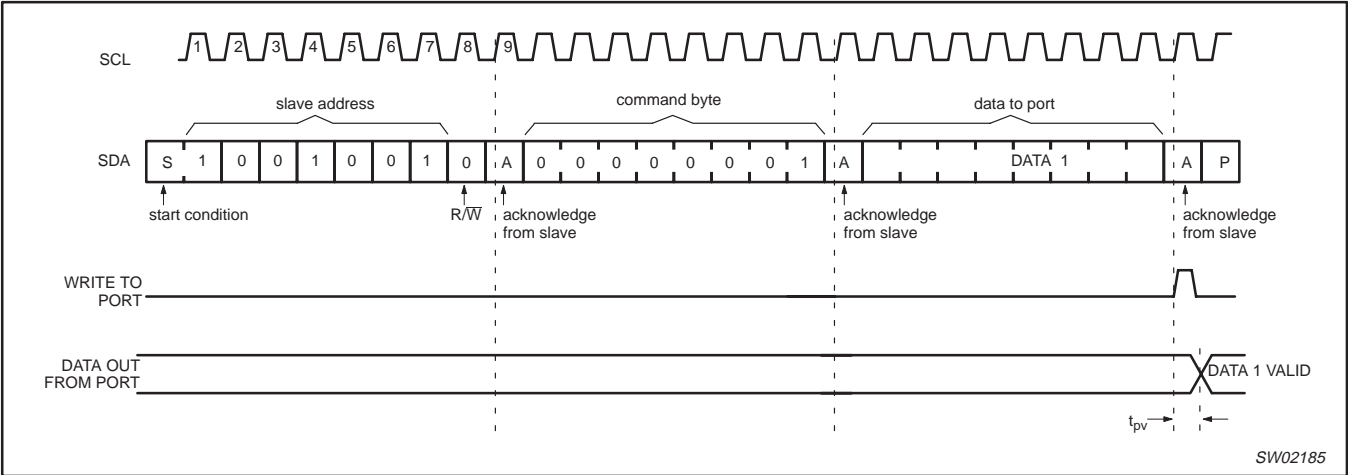 SCL 1 2 3 4 5 6 7 8 9
slave address command byte data to port
SDA S 1 0 0 1 0 0 1 0 A 0 0 0 0 0 0 0 1 A DATA 1 A P
start condition R/W̅ acknowledge from slave acknowledge from slave acknowledge from slave
WRITE TO
PORT
DATA OUT
FROM PORT
DATA 1 VALID
tpv
SW02185